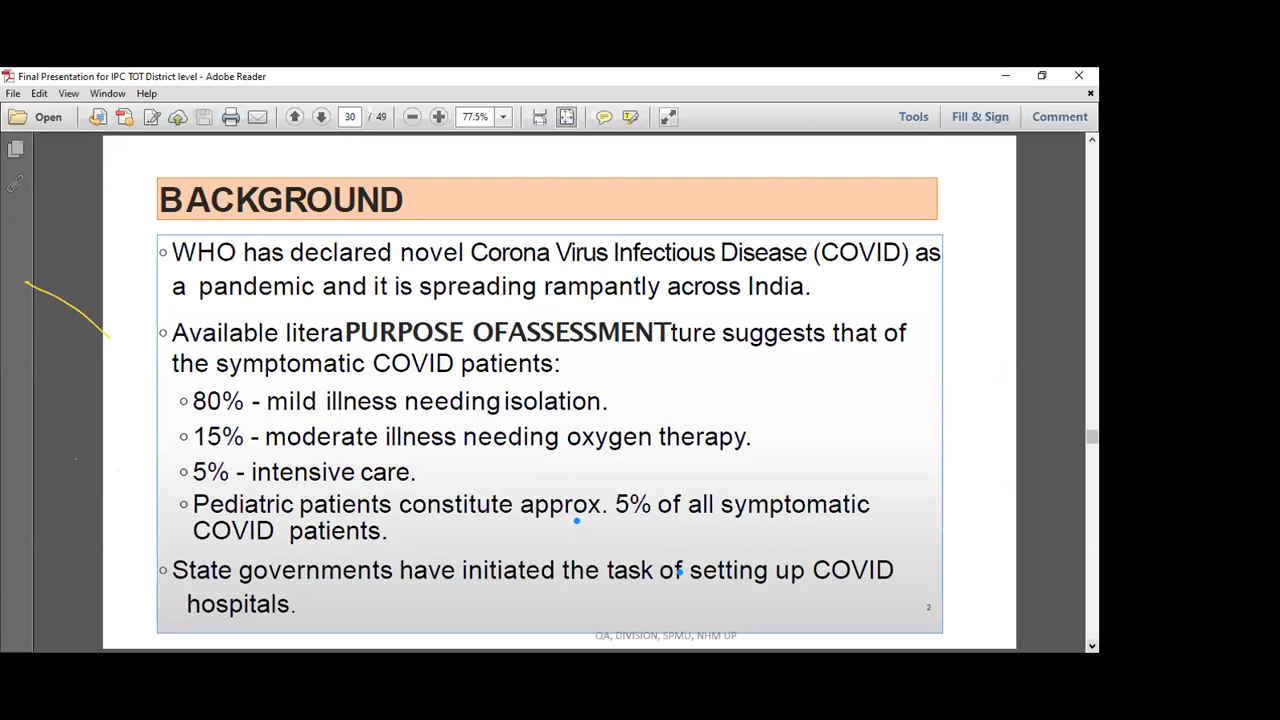 Final Presentation for IPC TOT District level - Adobe Reader
File Edit View Window Help
Open 30 / 49 77.5% Tools Fill & Sign Comment
BACKGROUND
WHO has declared novel Corona Virus Infectious Disease (COVID) as
a pandemic and it is spreading rampantly across India.
Available literaPURPOSE OFASSESSMENTture suggests that of
the symptomatic COVID patients:
80% - mild illness needing isolation.
15% - moderate illness needing oxygen therapy.
5% - intensive care.
Pediatric patients constitute approx. 5% of all symptomatic
COVID patients.
State governments have initiated the task of setting up COVID
hospitals.
2
QA, DIVISION, SPMU, NHM UP